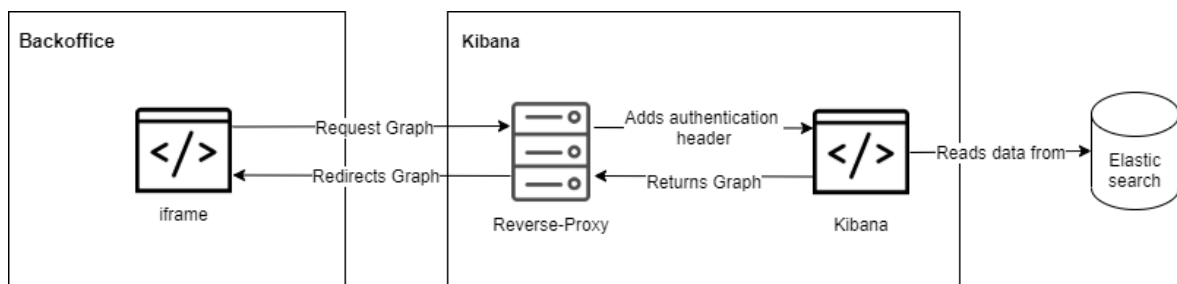 Backoffice
Kibana
Request Graph
Adds authentication
header
Reads data from
Elastic
search
Redirects Graph
Returns Graph
iframe
Reverse-Proxy
Kibana